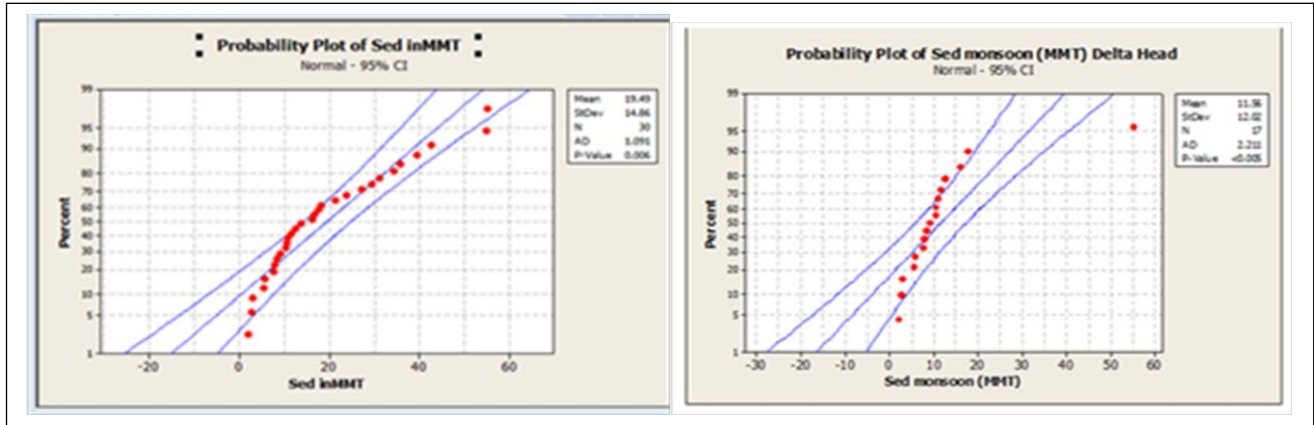 Probability Plot of Sed inMMT
Normal - 95% CI
99
95
90
80
70
60
50
40
30
20
10
5
1
Percent
-20
0
20
40
60
Sed inMMT
Mean 19.49
StDev 14.86
N 30
AD 1.091
P-Value 0.006
Probability Plot of Sed monsoon (MMT) Delta Head
Normal - 95% CI
99
95
90
80
70
60
50
40
30
20
10
5
1
Percent
-30
-20
-10
0
10
20
30
40
50
60
Sed monsoon (MMT)
Mean 11.56
StDev 12.02
N 17
AD 2.211
P-Value <0.005